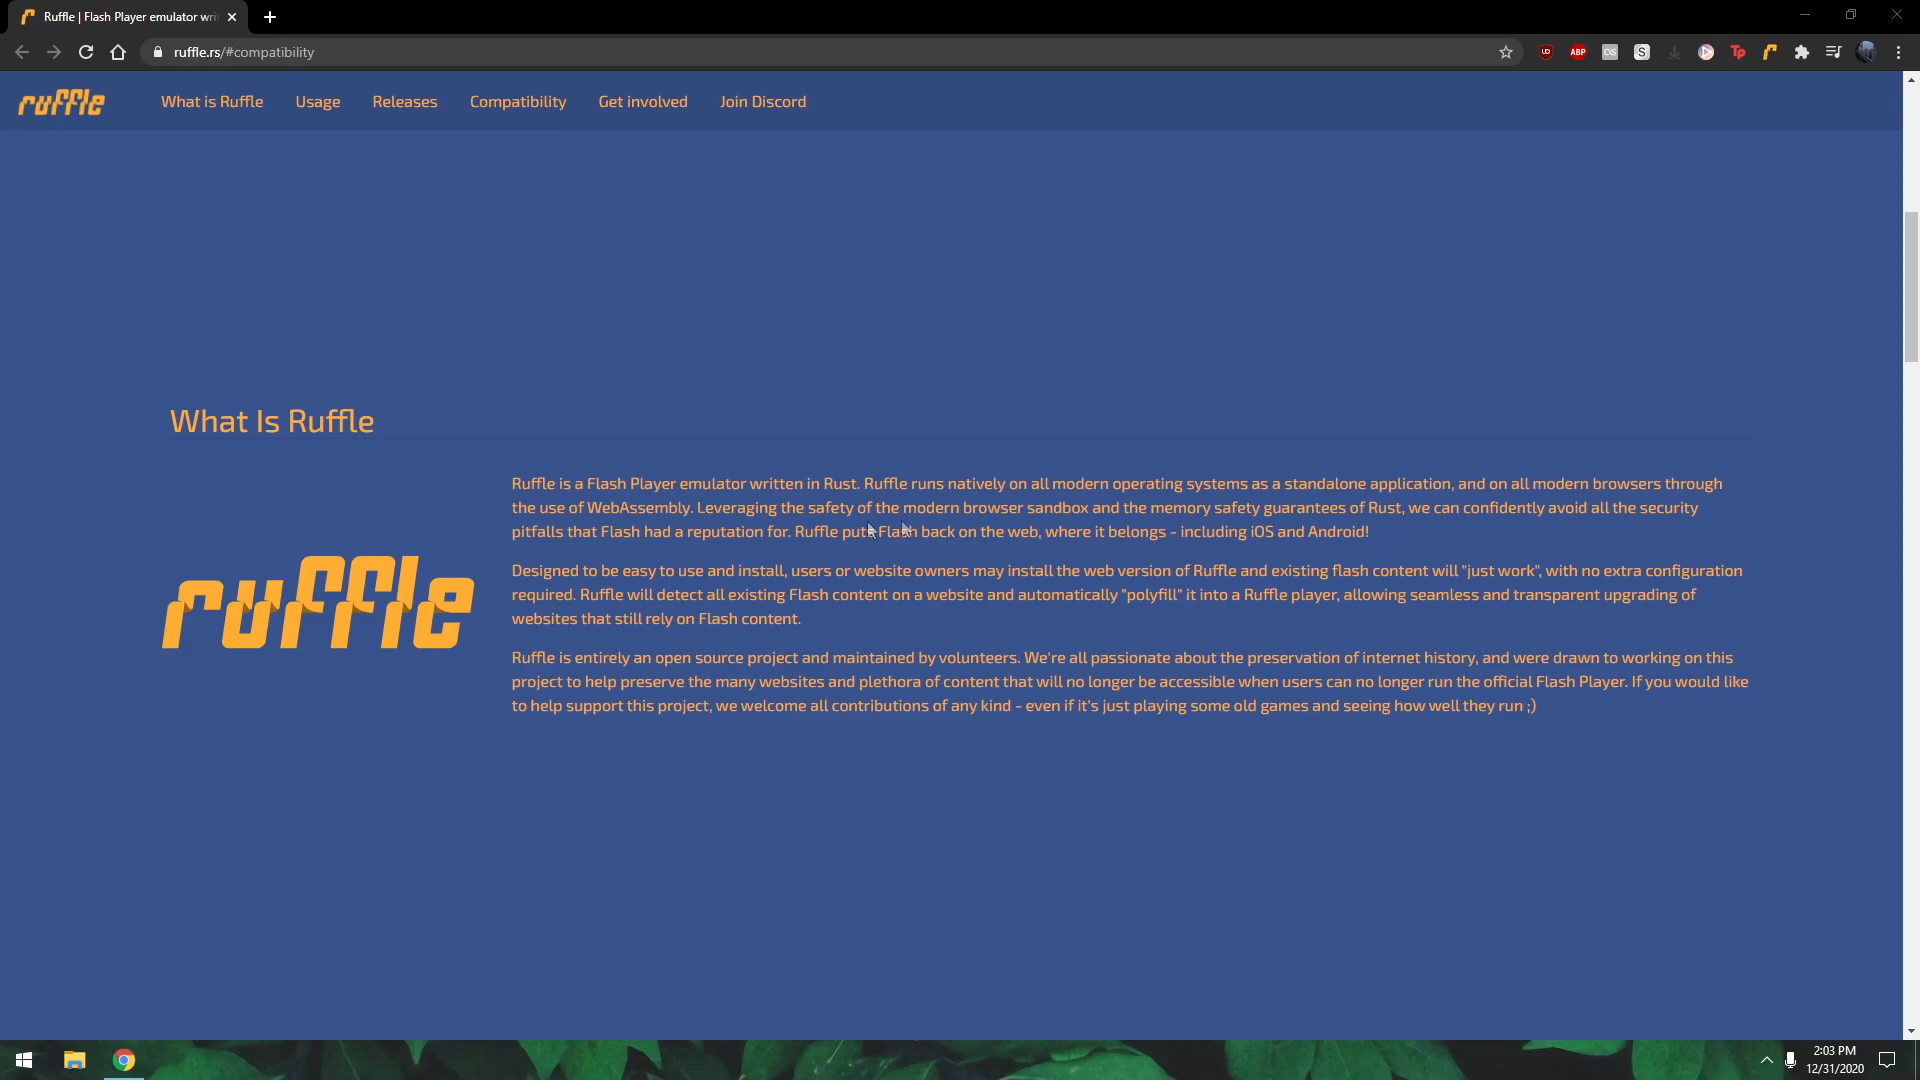 Ruffle | Flash Player emulator wri
ruffle.rs/#compatibility
UD
ABP
OS
S
Tp
ruffle
What is Ruffle
Usage
Releases
Compatibility
Get involved
Join Discord
What Is Ruffle
ruffle
Ruffle is a Flash Player emulator written in Rust. Ruffle runs natively on all modern operating systems as a standalone application, and on all modern browsers through
the use of WebAssembly. Leveraging the safety of the modern browser sandbox and the memory safety guarantees of Rust, we can confidently avoid all the security
pitfalls that Flash had a reputation for. Ruffle puts Flash back on the web, where it belongs - including iOS and Android!
Designed to be easy to use and install, users or website owners may install the web version of Ruffle and existing flash content will "just work", with no extra configuration
required. Ruffle will detect all existing Flash content on a website and automatically "polyfill" it into a Ruffle player, allowing seamless and transparent upgrading of
websites that still rely on Flash content.
Ruffle is entirely an open source project and maintained by volunteers. We're all passionate about the preservation of internet history, and were drawn to working on this
project to help preserve the many websites and plethora of content that will no longer be accessible when users can no longer run the official Flash Player. If you would like
to help support this project, we welcome all contributions of any kind - even if it's just playing some old games and seeing how well they run ;)
2:03 PM
12/31/2020